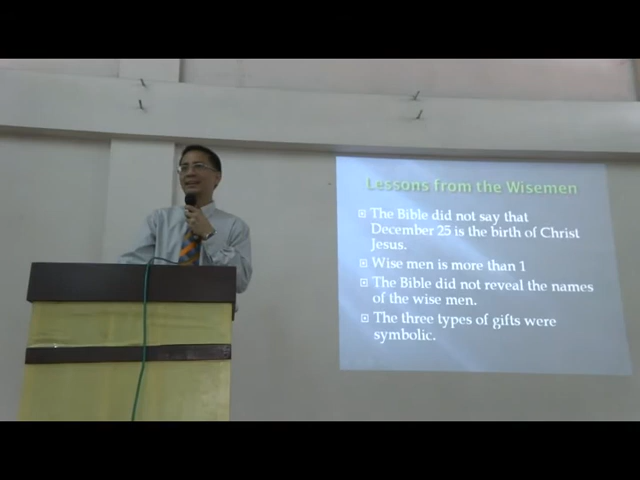 Lessons from the Wisemen
The Bible did not say that
December 25 is the birth of Christ
Jesus.
Wise men is more than 1
The Bible did not reveal the names
of the wise men.
The three types of gifts were
symbolic.